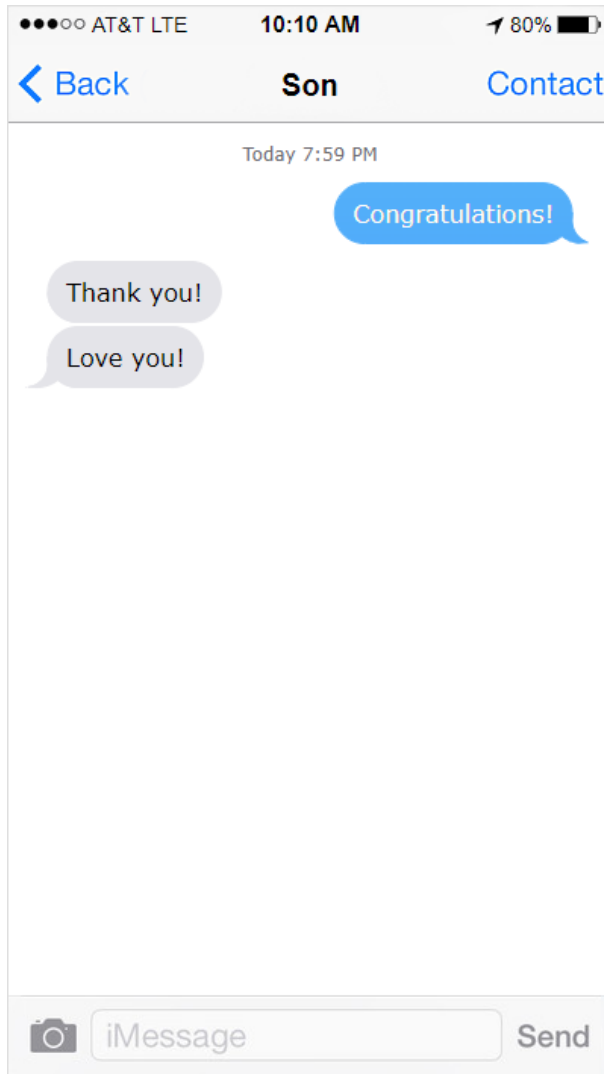 ●●●○○ AT&T LTE 10:10 AM 80%
Back Son Contact
Today 7:59 PM
Congratulations!
Thank you!
Love you!
iMessage Send